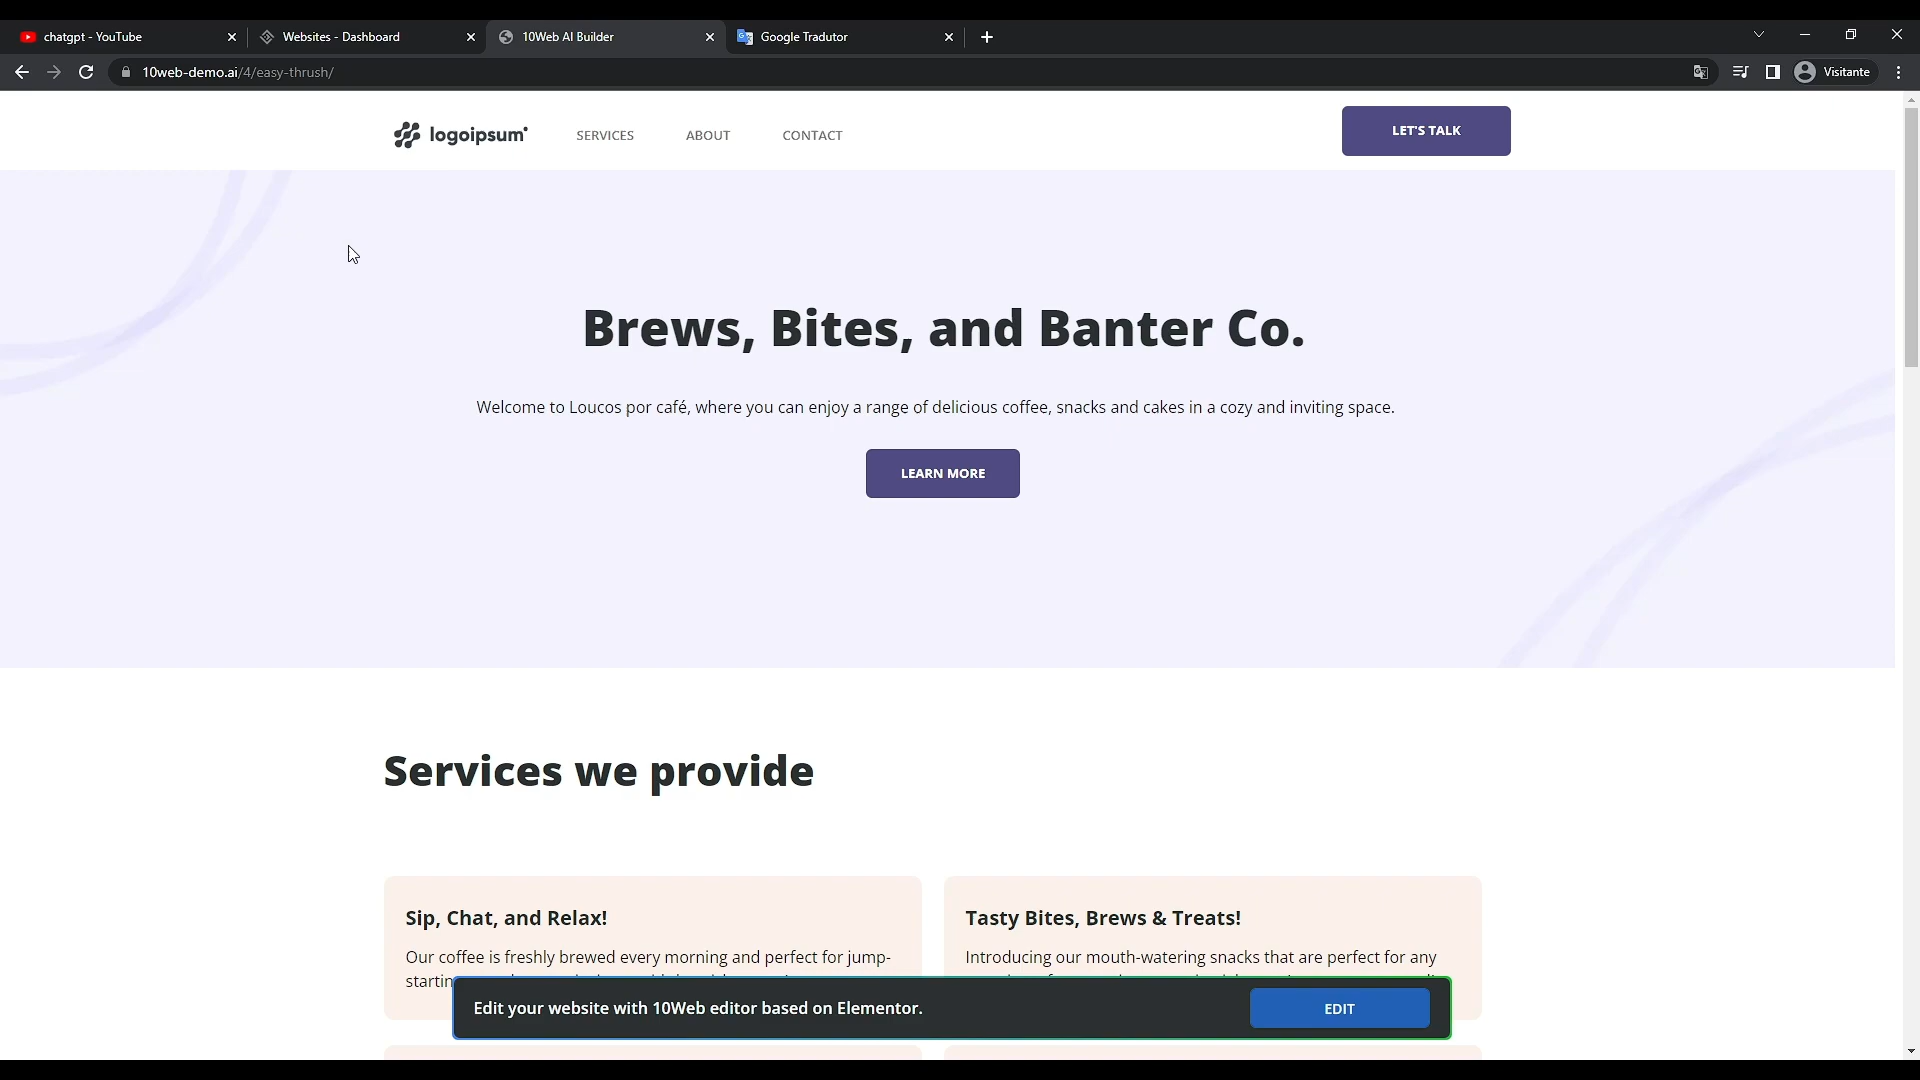 chatgpt - YouTube
Websites - Dashboard
10Web AI Builder
Google Tradutor
10web-demo.ai/4/easy-thrush/
Visitante
logoipsum
SERVICES
ABOUT
CONTACT
LET'S TALK
Brews, Bites, and Banter Co.
Welcome to Loucos por café, where you can enjoy a range of delicious coffee, snacks and cakes in a cozy and inviting space.
LEARN MORE
Services we provide
Sip, Chat, and Relax!
Our coffee is freshly brewed every morning and perfect for jump-
startin
Tasty Bites, Brews & Treats!
Introducing our mouth-watering snacks that are perfect for any
Edit your website with 10Web editor based on Elementor.
EDIT